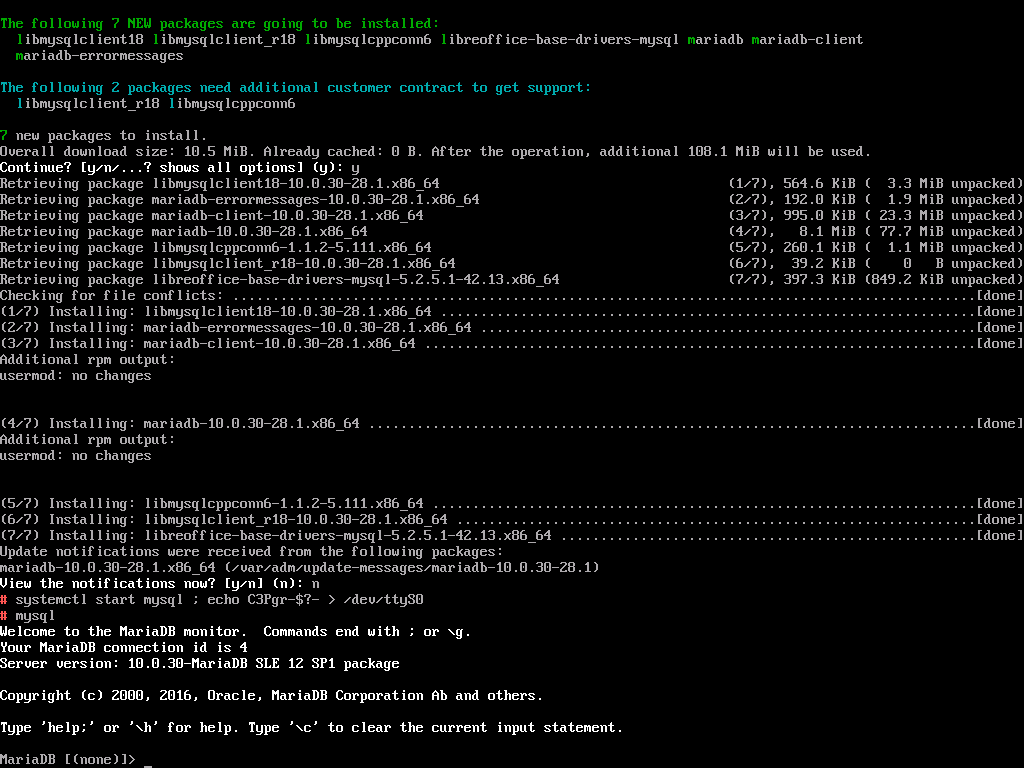 The following 7 NEW packages are going to be installed:
  libmysqlclient18 libmysqlclient_r18 libmysqlcppconn6 libreoffice-base-drivers-mysql mariadb mariadb-client
  mariadb-errormessages

The following 2 packages need additional customer contract to get support:
  libmysqlclient_r18 libmysqlcppconn6

7 new packages to install.
Overall download size: 10.5 MiB. Already cached: 0 B. After the operation, additional 108.1 MiB will be used.
Continue? [y/n/...? shows all options] (y): y
Retrieving package libmysqlclient18-10.0.30-28.1.x86_64 (1/7), 564.6 KiB (  3.3 MiB unpacked)
Retrieving package mariadb-errormessages-10.0.30-28.1.x86_64 (2/7), 192.0 KiB (  1.9 MiB unpacked)
Retrieving package mariadb-client-10.0.30-28.1.x86_64 (3/7), 995.0 KiB ( 23.3 MiB unpacked)
Retrieving package mariadb-10.0.30-28.1.x86_64 (4/7),   8.1 MiB ( 77.7 MiB unpacked)
Retrieving package libmysqlcppconn6-1.1.2-5.111.x86_64 (5/7), 260.1 KiB (  1.1 MiB unpacked)
Retrieving package libmysqlclient_r18-10.0.30-28.1.x86_64 (6/7),  39.2 KiB (    0   B unpacked)
Retrieving package libreoffice-base-drivers-mysql-5.2.5.1-42.13.x86_64 (7/7), 397.3 KiB (849.2 KiB unpacked)
Checking for file conflicts: .............................................................................................[done]
(1/7) Installing: libmysqlclient18-10.0.30-28.1.x86_64 ...................................................................[done]
(2/7) Installing: mariadb-errormessages-10.0.30-28.1.x86_64 ..............................................................[done]
(3/7) Installing: mariadb-client-10.0.30-28.1.x86_64 .....................................................................[done]
Additional rpm output:
usermod: no changes


(4/7) Installing: mariadb-10.0.30-28.1.x86_64 ............................................................................[done]
Additional rpm output:
usermod: no changes


(5/7) Installing: libmysqlcppconn6-1.1.2-5.111.x86_64 ....................................................................[done]
(6/7) Installing: libmysqlclient_r18-10.0.30-28.1.x86_64 .................................................................[done]
(7/7) Installing: libreoffice-base-drivers-mysql-5.2.5.1-42.13.x86_64 ....................................................[done]
Update notifications were received from the following packages:
mariadb-10.0.30-28.1.x86_64 (/var/adm/update-messages/mariadb-10.0.30-28.1)
View the notifications now? [y/n] (n): n
# systemctl start mysql ; echo C3Pgr-$?- > /dev/ttyS0
# mysql
Welcome to the MariaDB monitor.  Commands end with ; or \g.
Your MariaDB connection id is 4
Server version: 10.0.30-MariaDB SLE 12 SP1 package

Copyright (c) 2000, 2016, Oracle, MariaDB Corporation Ab and others.

Type 'help;' or '\h' for help. Type '\c' to clear the current input statement.

MariaDB [(none)]> _